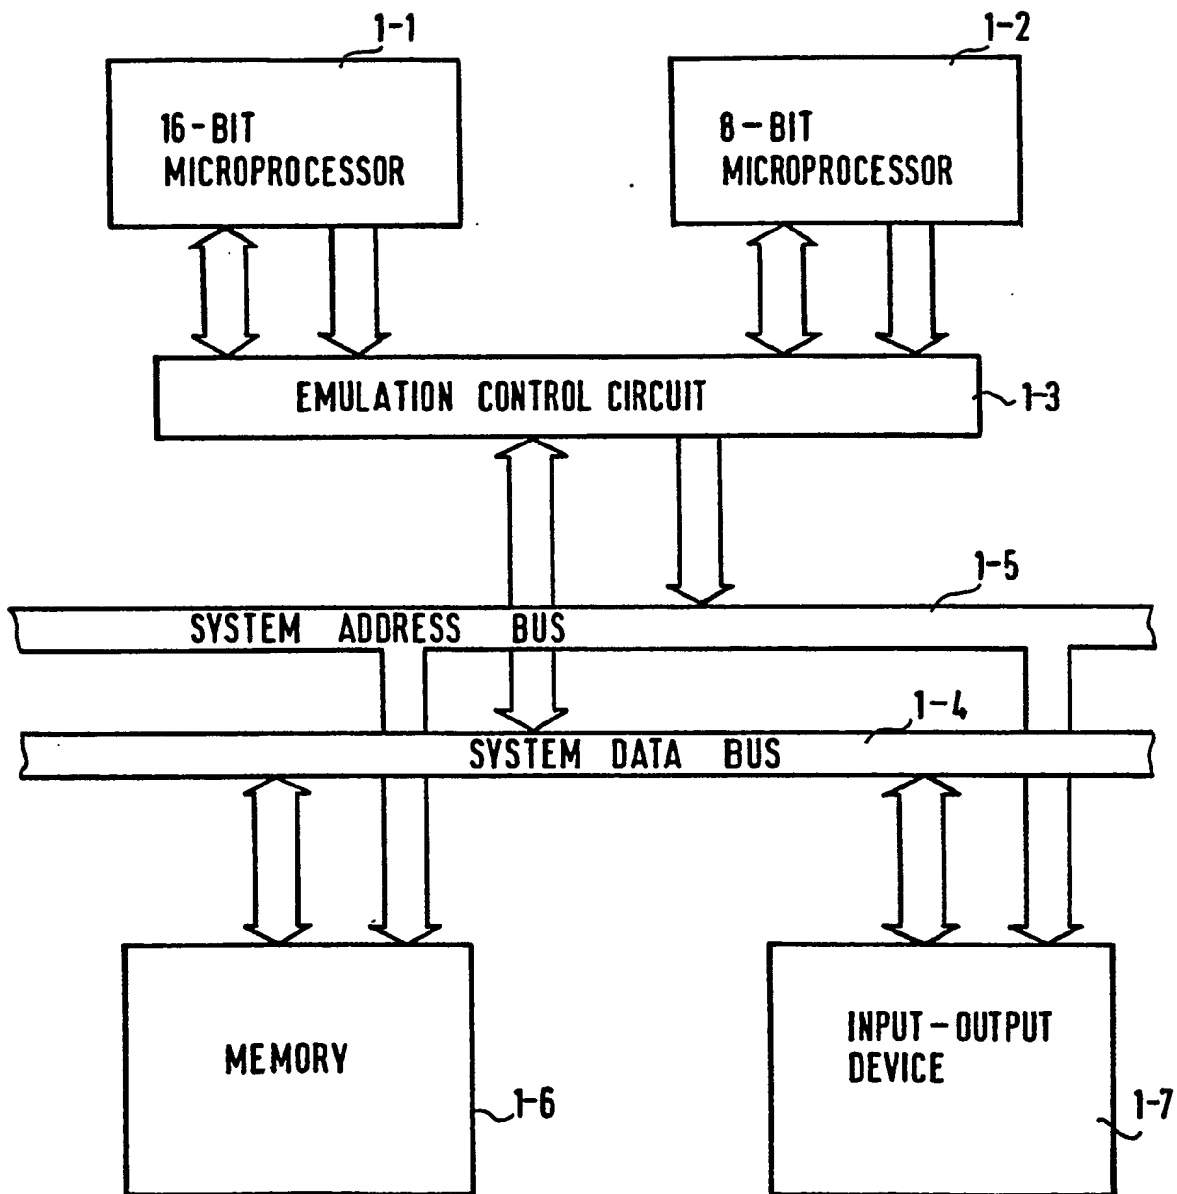 1-1
1-2
16-BIT
MICROPROCESSOR
8-BIT
MICROPROCESSOR
EMULATION CONTROL CIRCUIT
1-3
1-5
SYSTEM ADDRESS BUS
1-4
SYSTEM DATA BUS
MEMORY
1-6
INPUT-OUTPUT
DEVICE
1-7